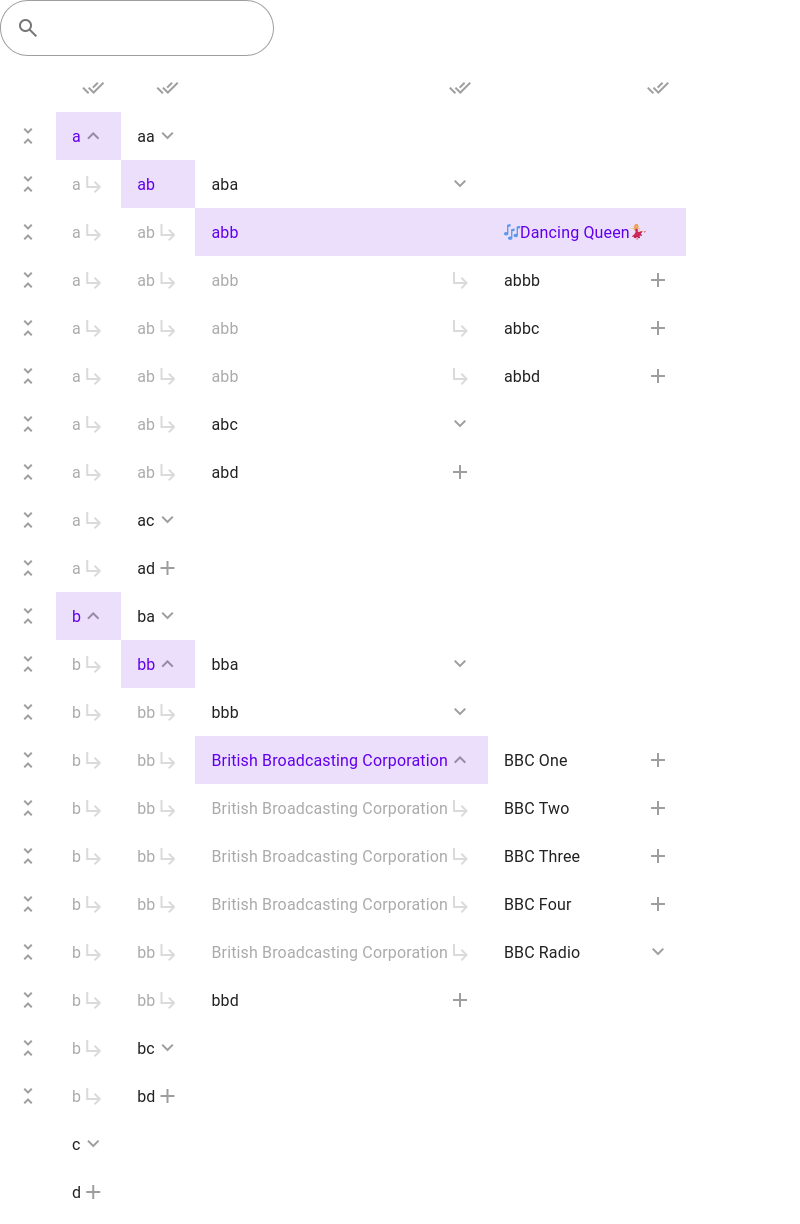 a aa
a ab aba
a ab abb 🎶Dancing Queen💃
a ab abb abbb
a ab abb abbc
a ab abb abbd
a ab abc
a ab abd
a ac
a ad
b ba
b bb bba
b bb bbb
b bb British Broadcasting Corporation BBC One
b bb British Broadcasting Corporation BBC Two
b bb British Broadcasting Corporation BBC Three
b bb British Broadcasting Corporation BBC Four
b bb British Broadcasting Corporation BBC Radio
b bb bbd
b bc
b bd
c
d